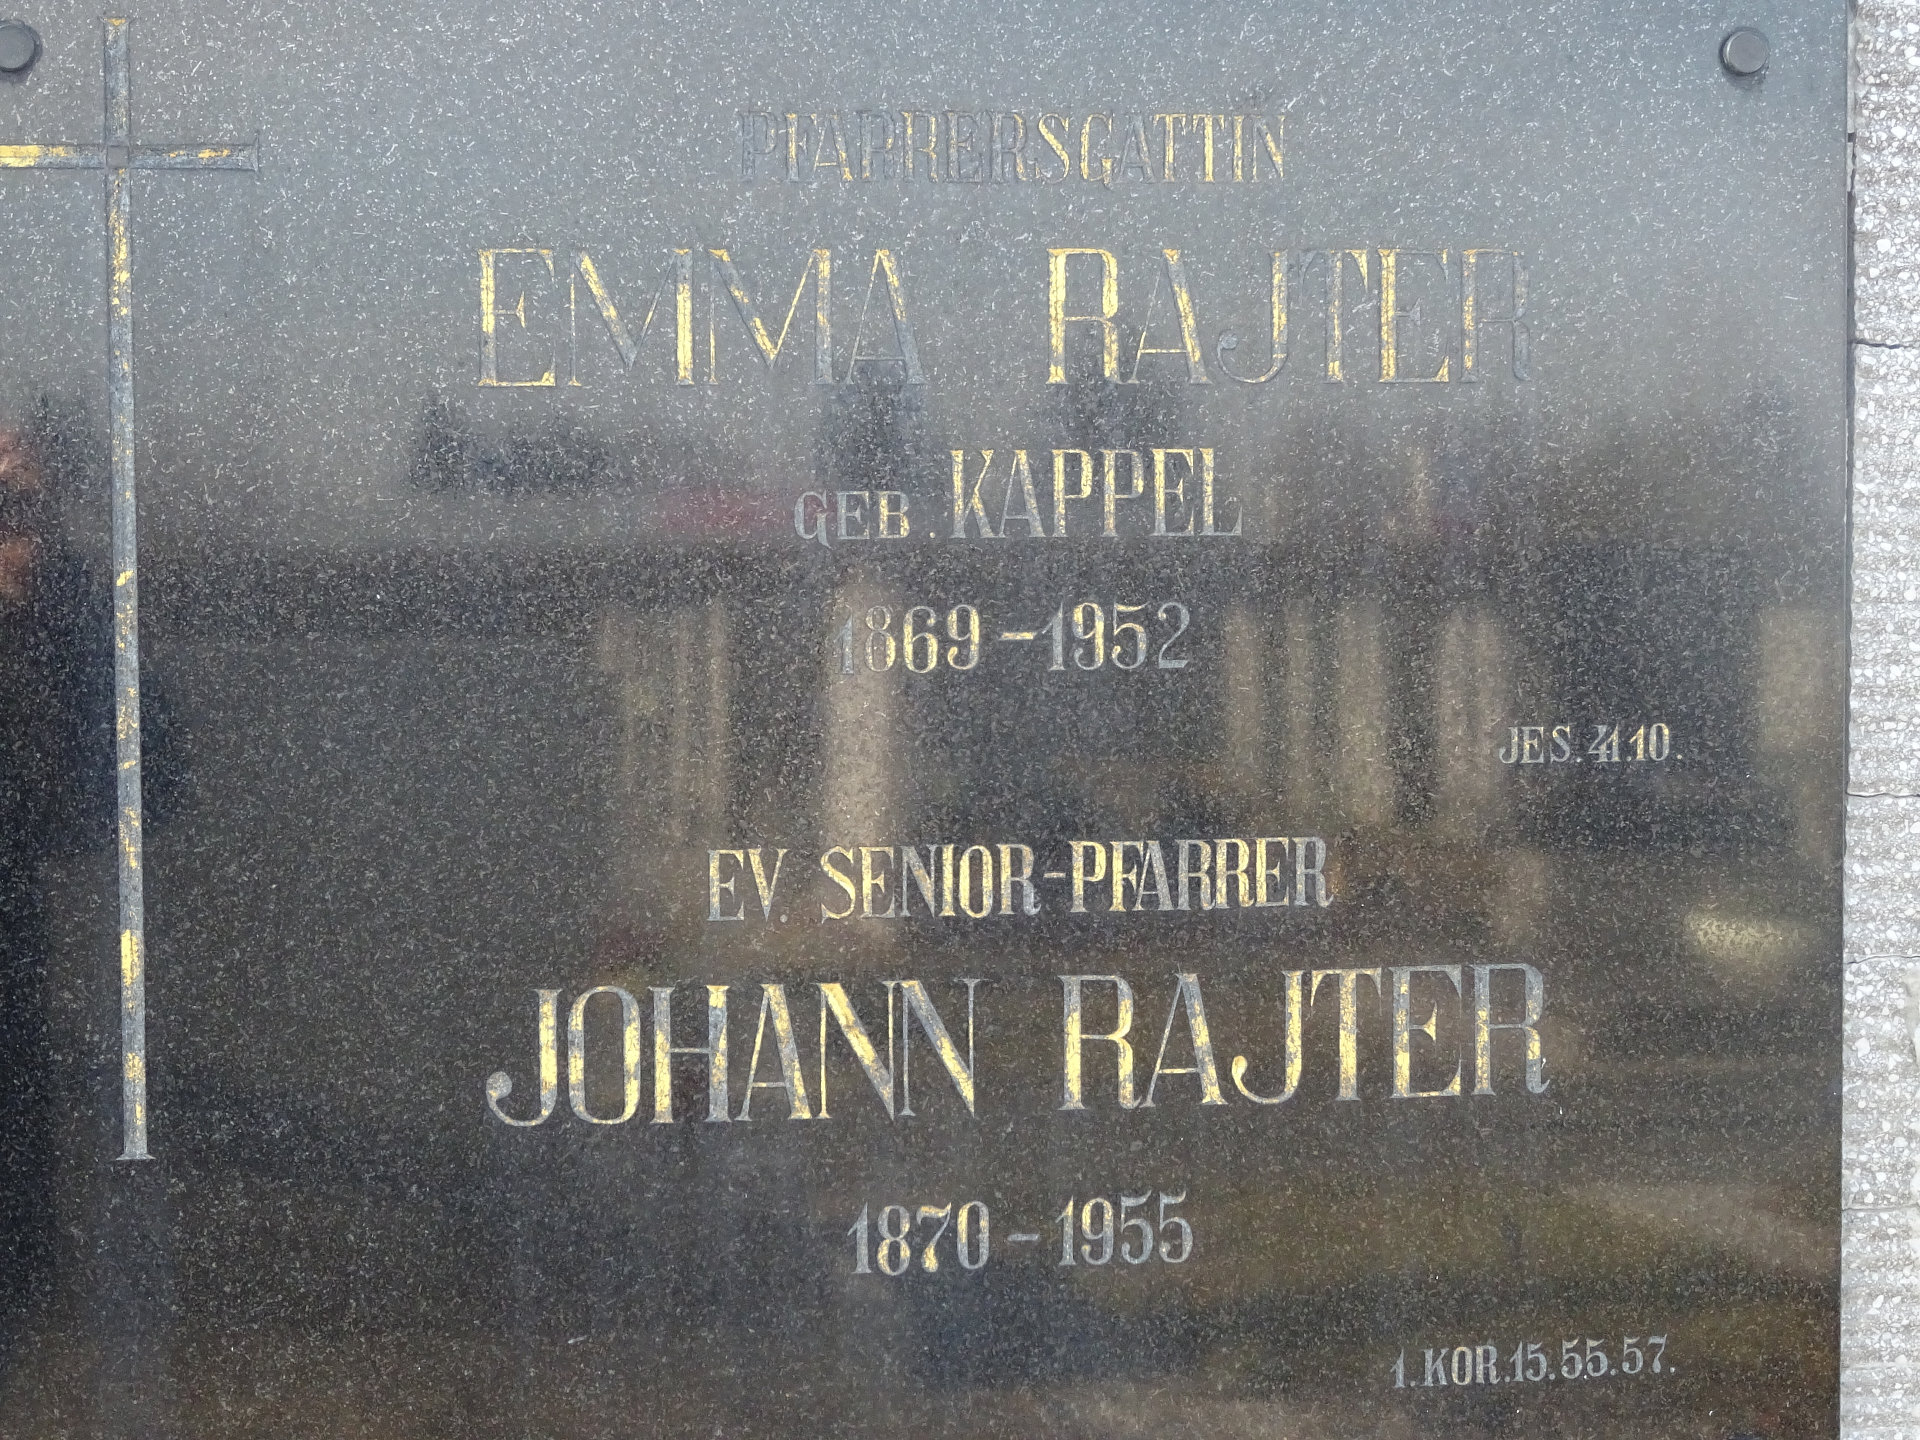 PFARRERSGATTIN
EMMA RAJTER
GEB. KAPPEL
1869-1952
JES. 41.10.
EV. SENIOR-PFARRER
JOHANN RAJTER
1870-1955
1.KOR.15.55.57.